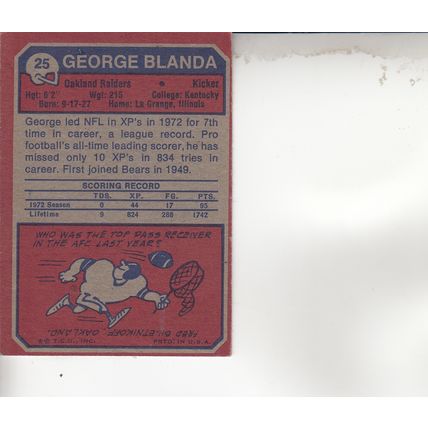 25 GEORGE BLANDA
Oakland Raiders • Kicker
Hgt: 6'2" Wgt: 215 College: Kentucky
Born: 9-17-27 Home: La Grange, Illinois
George led NFL in XP's in 1972 for 7th
time in career, a league record. Pro
football's all-time leading scorer, he has
missed only 10 XP's in 834 tries in
career. First joined Bears in 1949.
SCORING RECORD
TDS. XP. FG. PTS.
1972 Season 0 44 17 95
Lifetime 9 824 288 1742
WHO WAS THE TOP PASS RECEIVER
IN THE AFC LAST YEAR?
FRED BILETNIKOFF, OAKLAND.
© T.C.G., INC. PRTD. IN U.S.A.